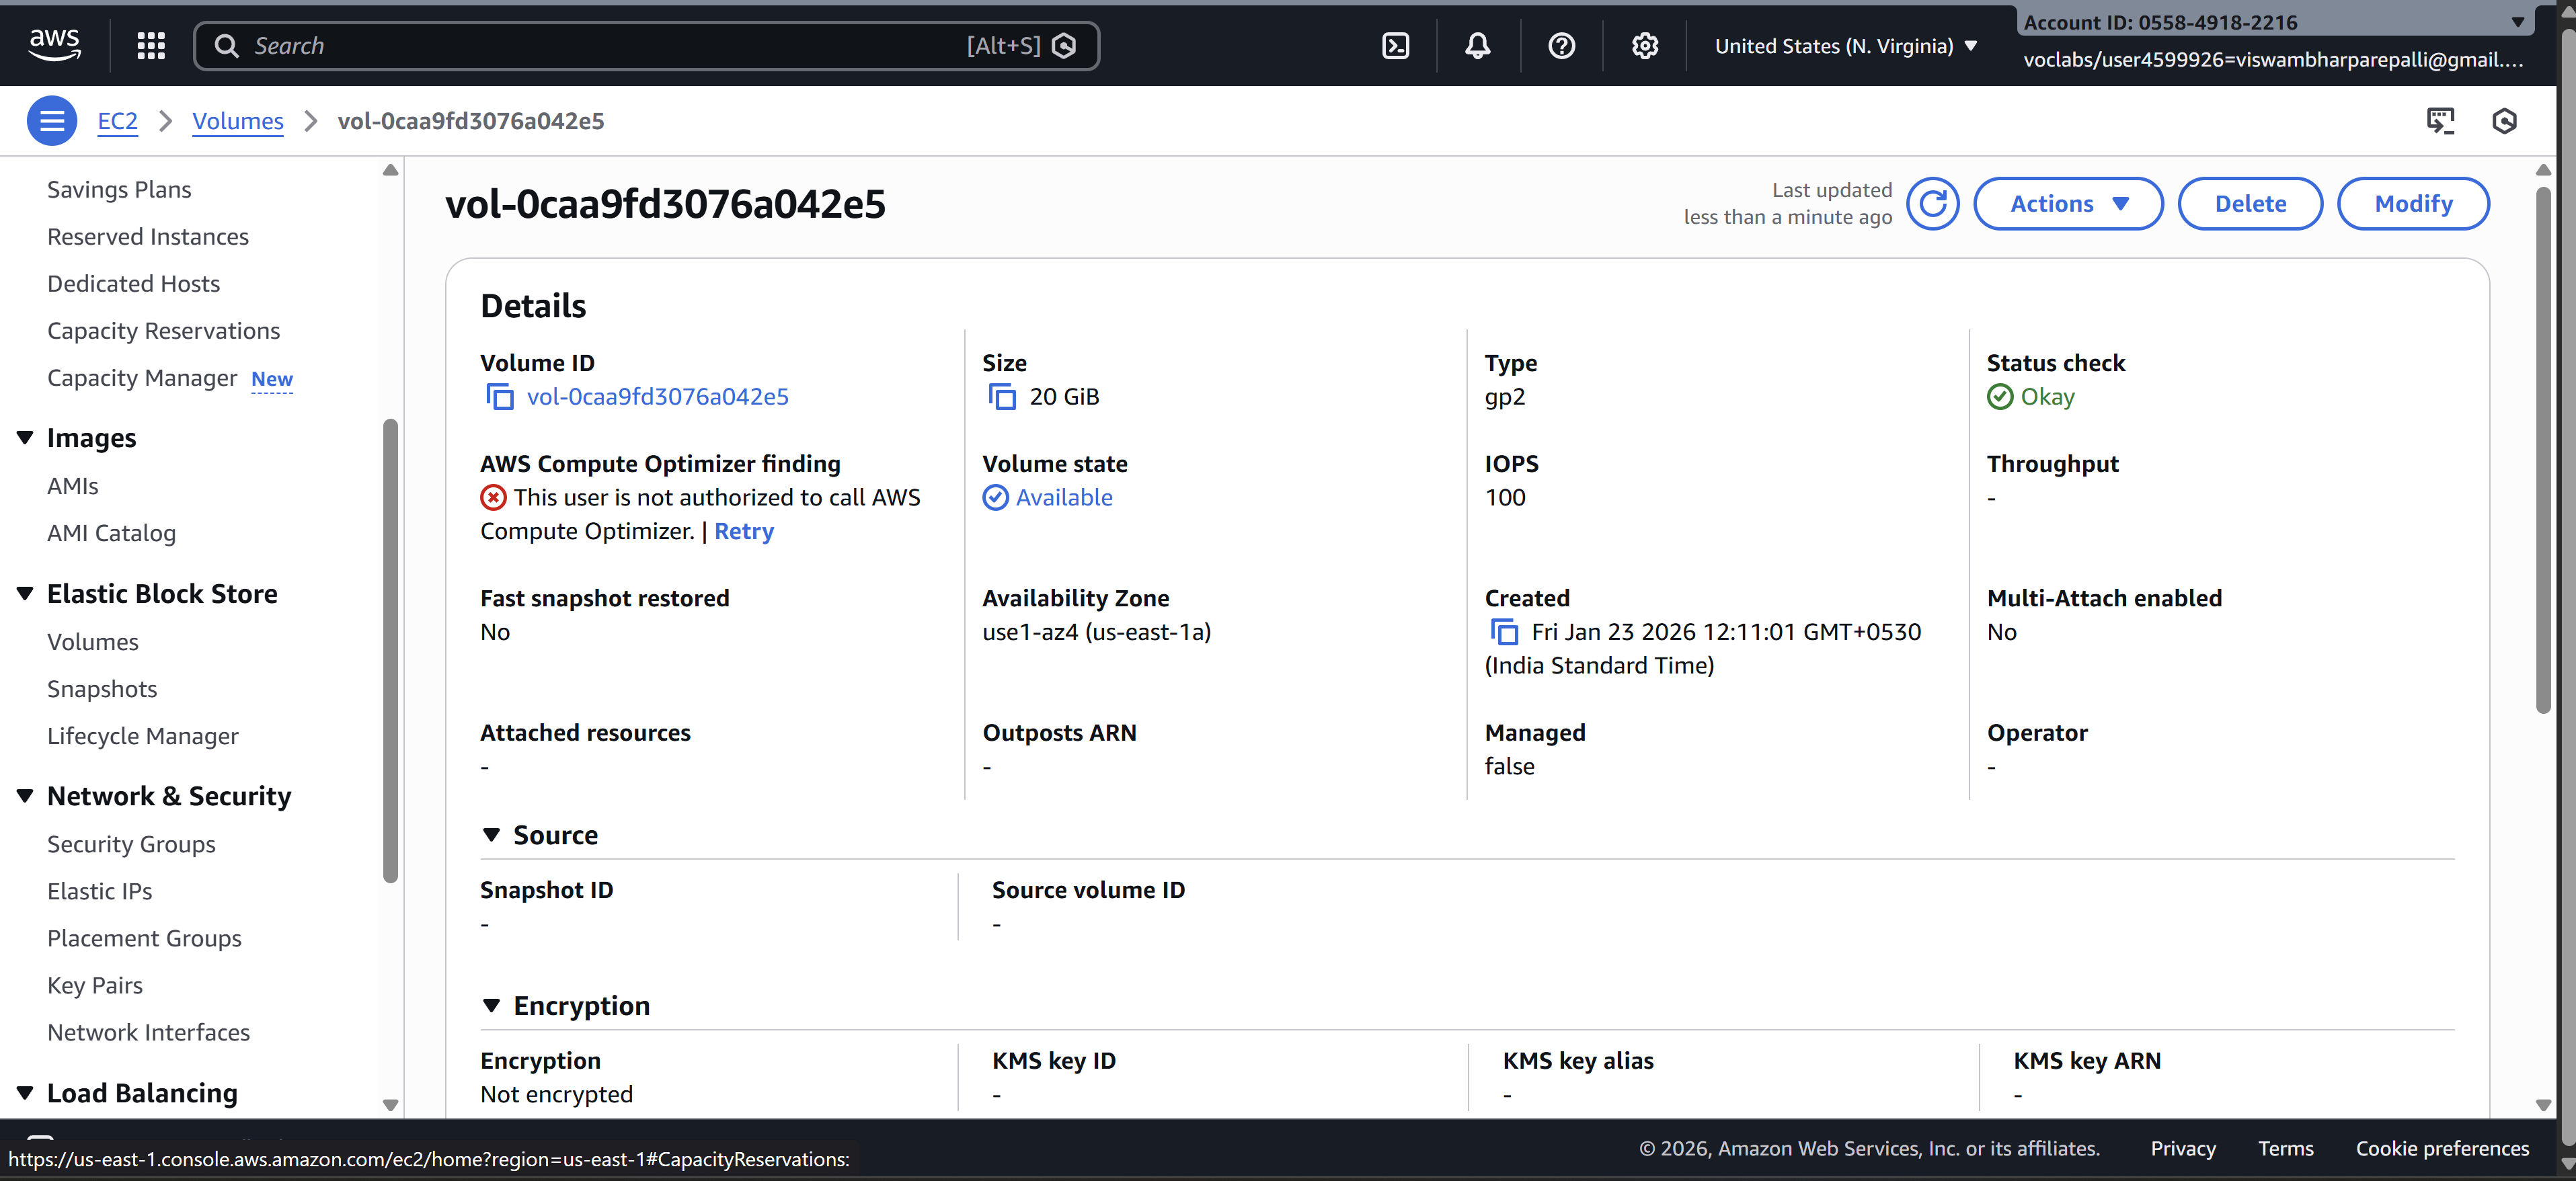 aws
Search
[Alt+S]
United States (N. Virginia)
Account ID: 0558-4918-2216
voclabs/user4599926=viswambharparepalli@gmail....
EC2
Volumes
vol-0caa9fd3076a042e5
Savings Plans
Reserved Instances
Dedicated Hosts
Capacity Reservations
Capacity Manager New
Images
AMIs
AMI Catalog
Elastic Block Store
Volumes
Snapshots
Lifecycle Manager
Network & Security
Security Groups
Elastic IPs
Placement Groups
Key Pairs
Network Interfaces
Load Balancing
vol-0caa9fd3076a042e5
Last updated
less than a minute ago
Actions
Delete
Modify
Details
Volume ID
vol-0caa9fd3076a042e5
Size
20 GiB
Type
gp2
Status check
Okay
AWS Compute Optimizer finding
This user is not authorized to call AWS
Compute Optimizer. | Retry
Volume state
Available
IOPS
100
Throughput
-
Fast snapshot restored
No
Availability Zone
use1-az4 (us-east-1a)
Created
Fri Jan 23 2026 12:11:01 GMT+0530
(India Standard Time)
Multi-Attach enabled
No
Attached resources
-
Outposts ARN
-
Managed
false
Operator
-
Source
Snapshot ID
-
Source volume ID
-
Encryption
Encryption
Not encrypted
KMS key ID
-
KMS key alias
-
KMS key ARN
-
https://us-east-1.console.aws.amazon.com/ec2/home?region=us-east-1#CapacityReservations:
© 2026, Amazon Web Services, Inc. or its affiliates.
Privacy
Terms
Cookie preferences